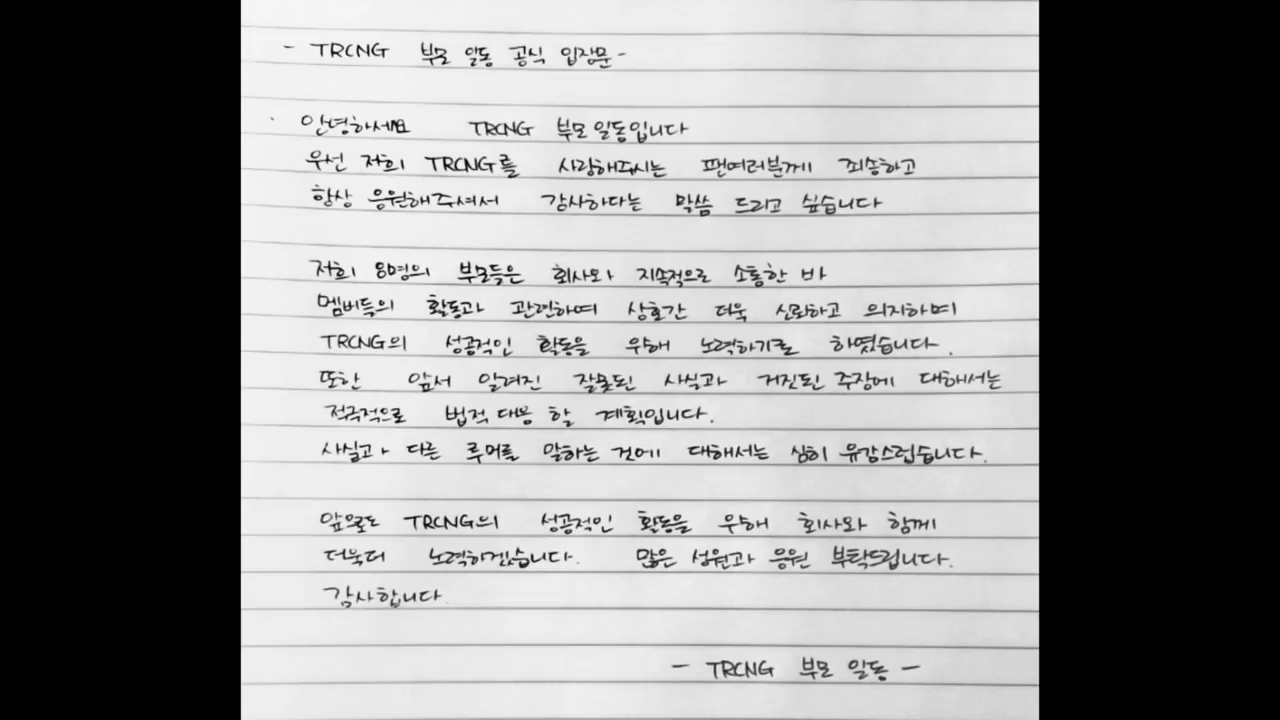 - TRCNG 부모 일동 공식 입장문 -
안녕하세요 TRCNG 부모일동입니다
우선 저희 TRCNG를 사랑해주시는 팬여러분께 죄송하고
항상 응원해주셔서 감사하다는 말씀 드리고 싶습니다
저희 8명의 부모들은 회사와 지속적으로 소통한 바
멤버들의 활동과 관련하여 상호간 더욱 신뢰하고 의지하며
TRCNG의 성공적인 활동을 위해 노력하기로 하였습니다.
또한 앞서 알려진 잘못된 사실과 거짓된 주장에 대해서는
적극적으로 법적 대응 할 계획입니다.
사실과 다른 루머를 말하는 것에 대해서는 심히 유감스럽습니다.
앞으로도 TRCNG의 성공적인 활동을 위해 회사와 함께
더욱더 노력하겠습니다. 많은 성원과 응원 부탁드립니다.
감사합니다.
- TRCNG 부모 일동 -